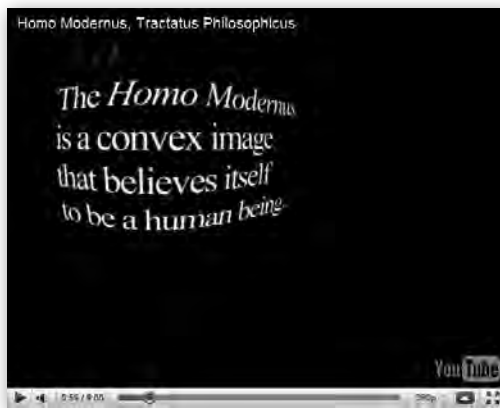 Homo Modernus, Tractatus Philosophicus
The Homo Modernus
is a convex image
that believes itself
to be a human being.
YouTube